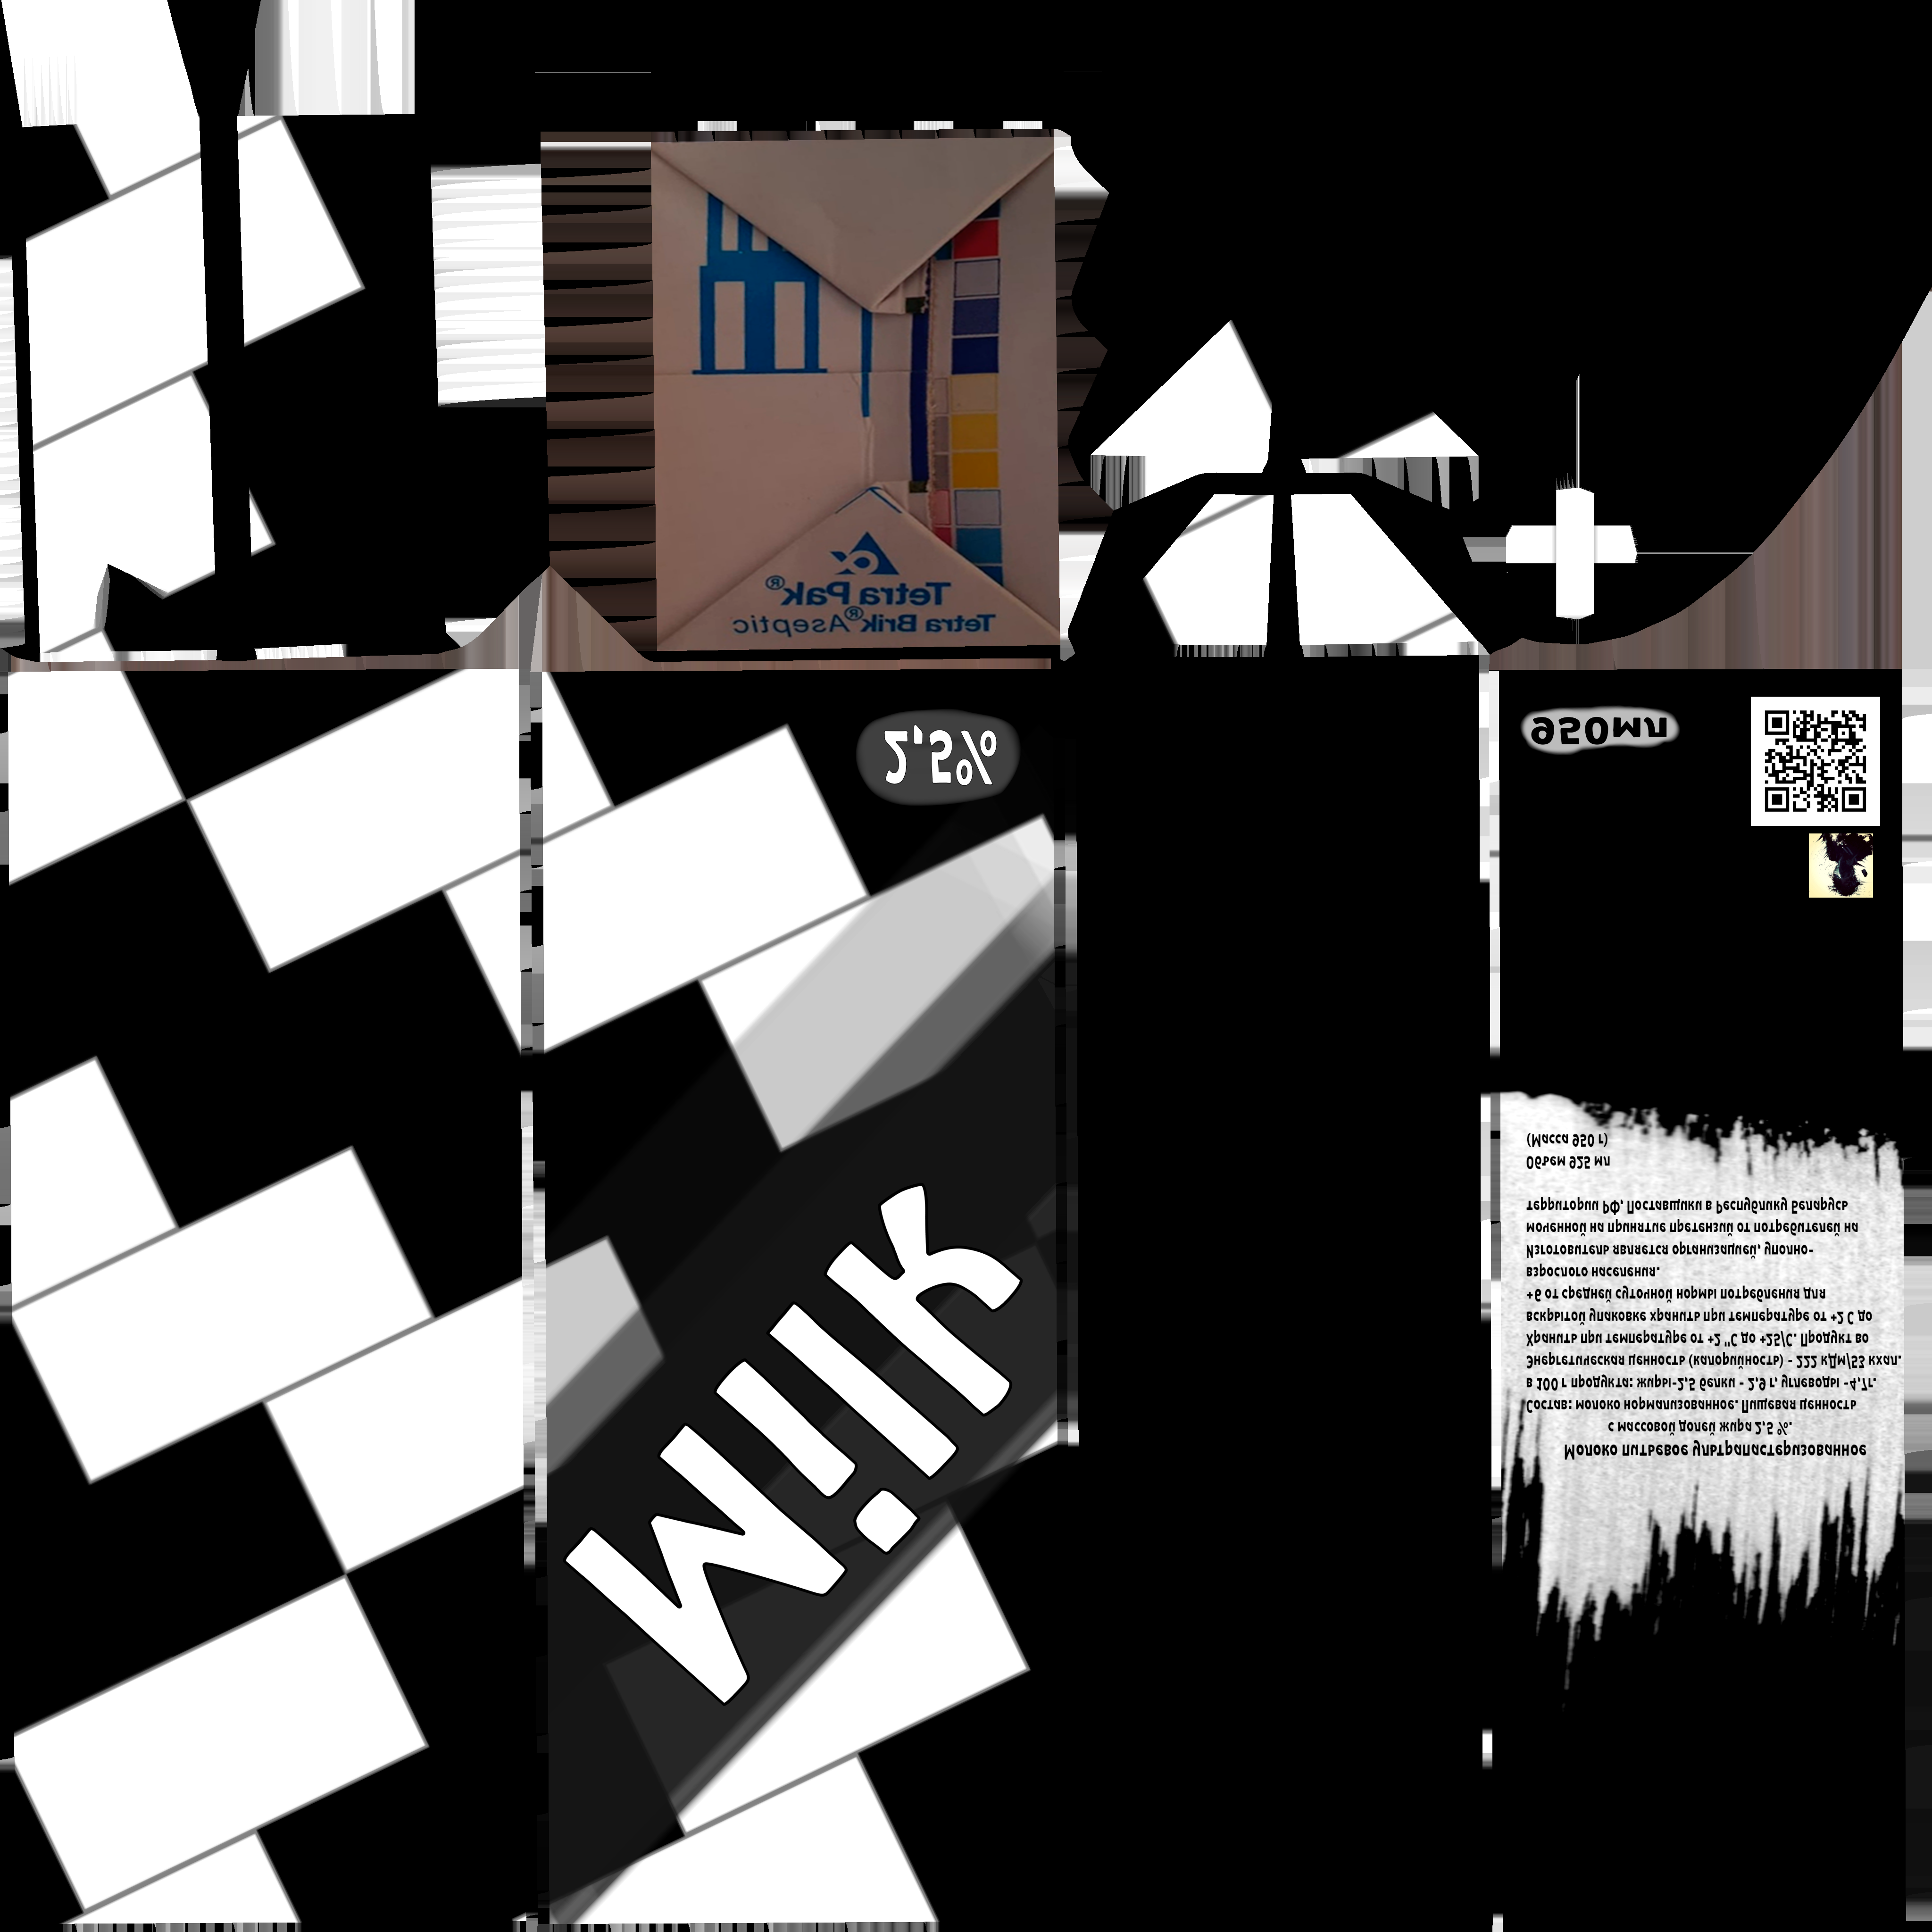 Tetra Pak®
Tetra Brik® Aseptic
2,5%
M!lK
950мл
Молоко питьевое ультрапастеризованное
с массовой долей жира 2,5 %.
Состав: молоко нормализованное. Пищевая ценность
в 100 г продукта: жиры-2,5 белки - 2,9 г, углеводы -4,7г.
Энергетическая ценность (калорийность) - 222 кДм/53 кхал.
Хранить при температуре от +2 "С до +25/С. Продукт во
вскрытой упаковке хранить при температуре от +2 С до
+6 от средней суточной нормы потребления для
взрослого населения.
Изготовитель является организацией, уполно-
моченной на принятие претензий от потребителей на
территории РФ, Поставщики в Республику Беларусь
Объем 925 мл
(Масса 950 г)